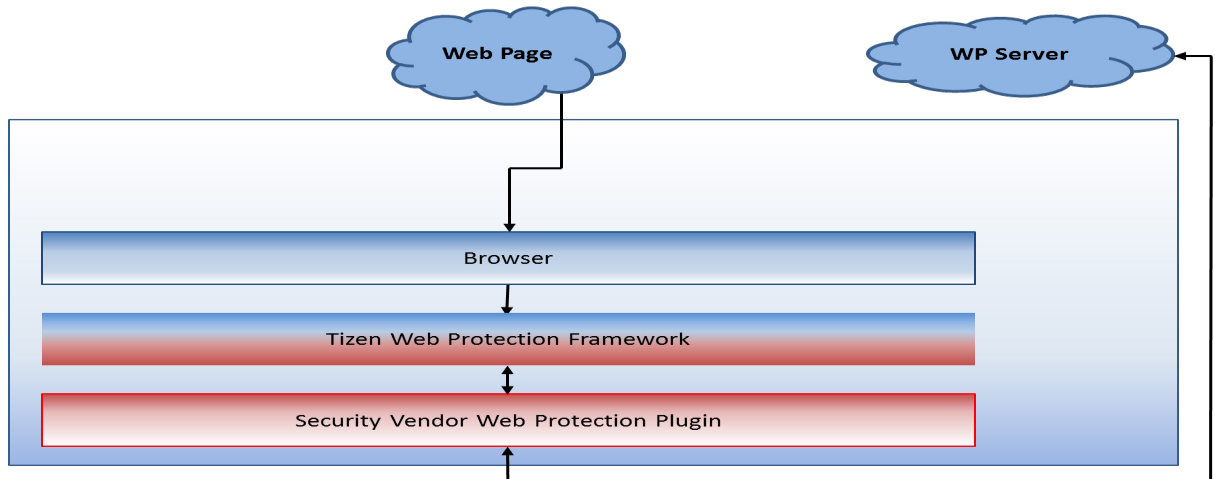 Web Page
WP Server
Browser
Tizen Web Protection Framework
Security Vendor Web Protection Plugin